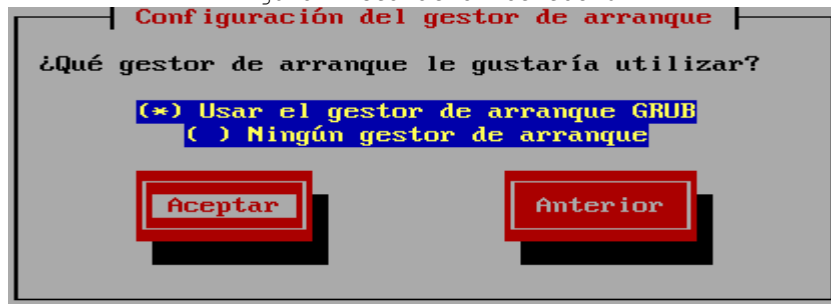 Configuración del gestor de arranque
¿Qué gestor de arranque le gustaría utilizar?
(*) Usar el gestor de arranque GRUB
( ) Ningún gestor de arranque
Aceptar
Anterior